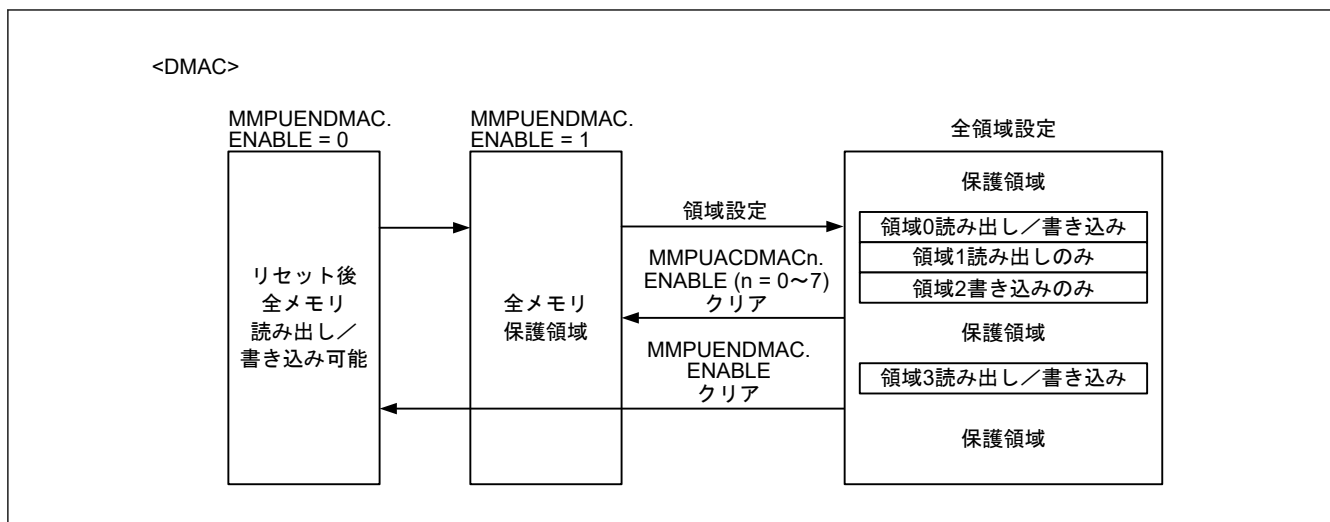 <DMAC>
MMPUENDMAC.
ENABLE = 0
MMPUENDMAC.
ENABLE = 1
全領域設定
リセット後
全メモリ
読み出し／
書き込み可能
全メモリ
保護領域
領域設定
MMPUACDMACn.
ENABLE (n = 0～7)
クリア
MMPUENDMAC.
ENABLE
クリア
保護領域
領域0読み出し／書き込み
領域1読み出しのみ
領域2書き込みのみ
保護領域
領域3読み出し／書き込み
保護領域